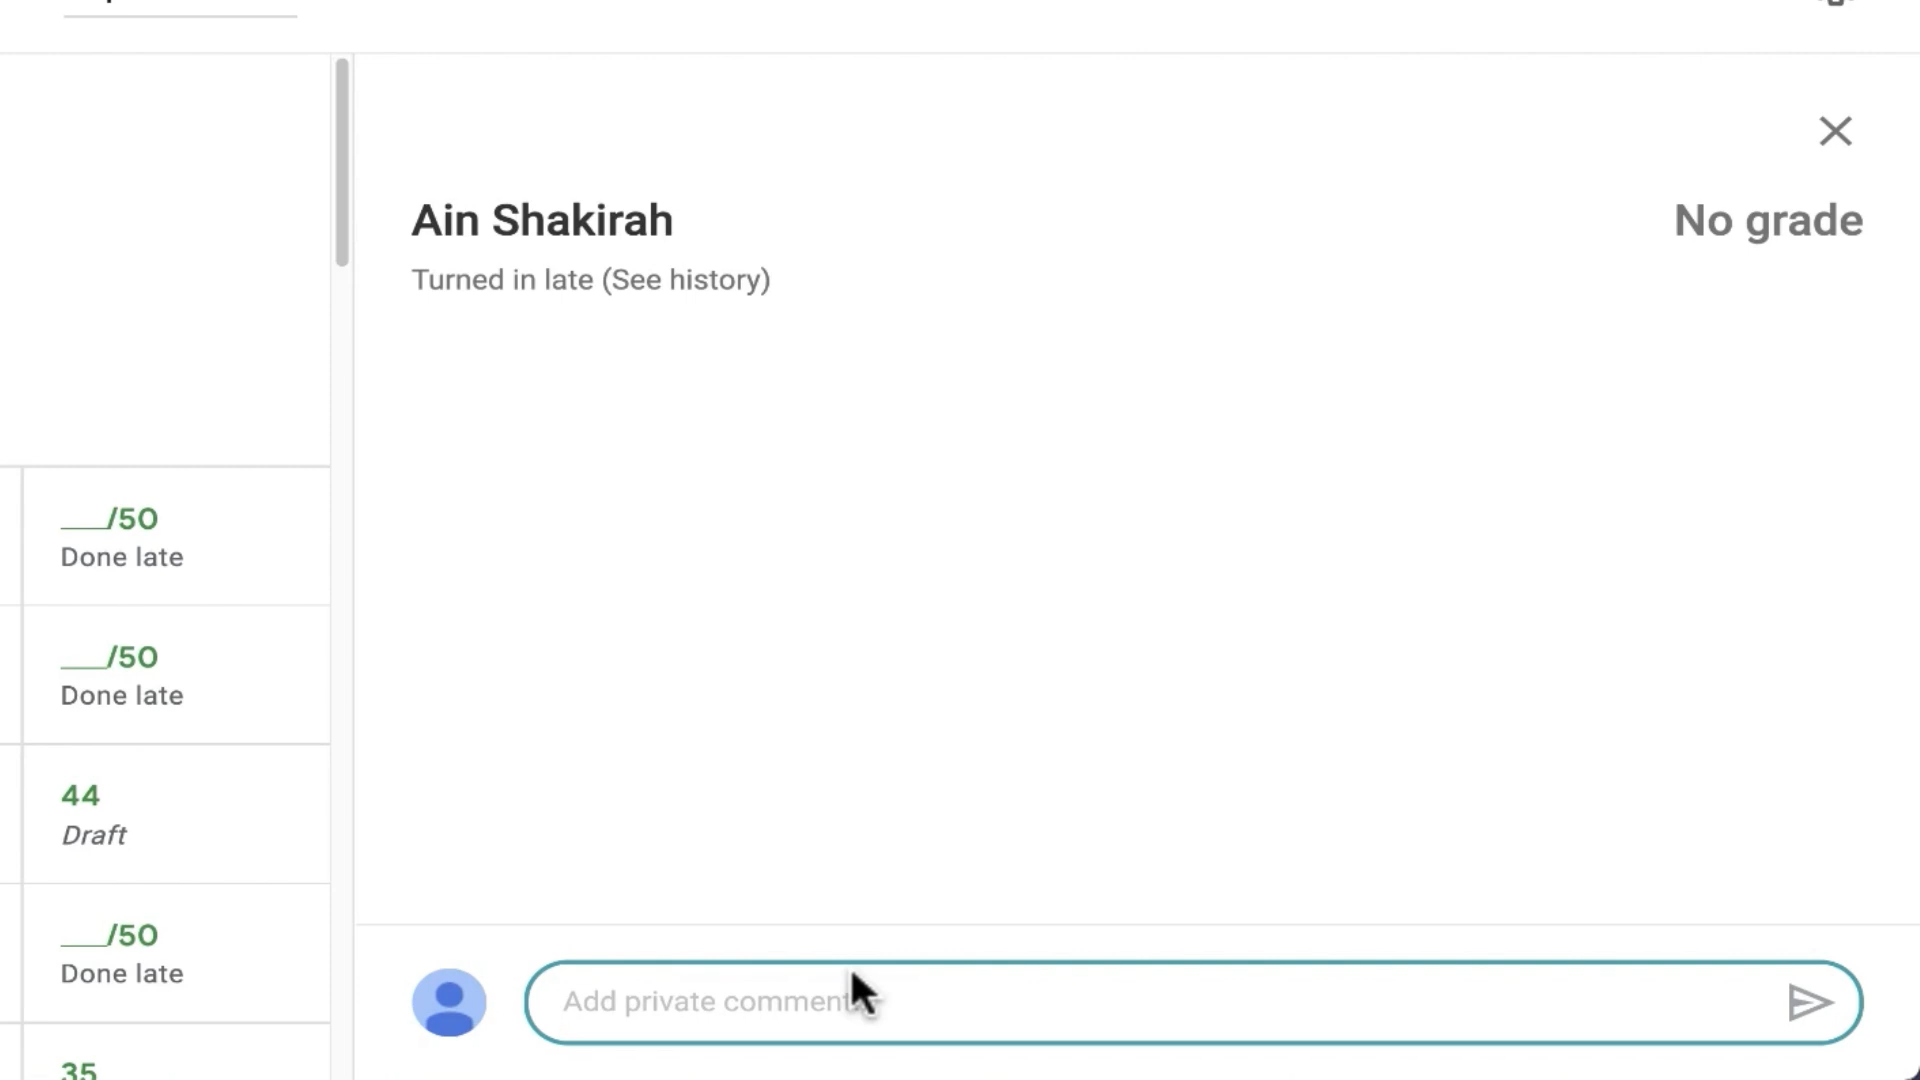 Ain Shakirah
No grade
Turned in late (See history)
___/50
Done late
___/50
Done late
44
Draft
___/50
Done late
35
Add private comment